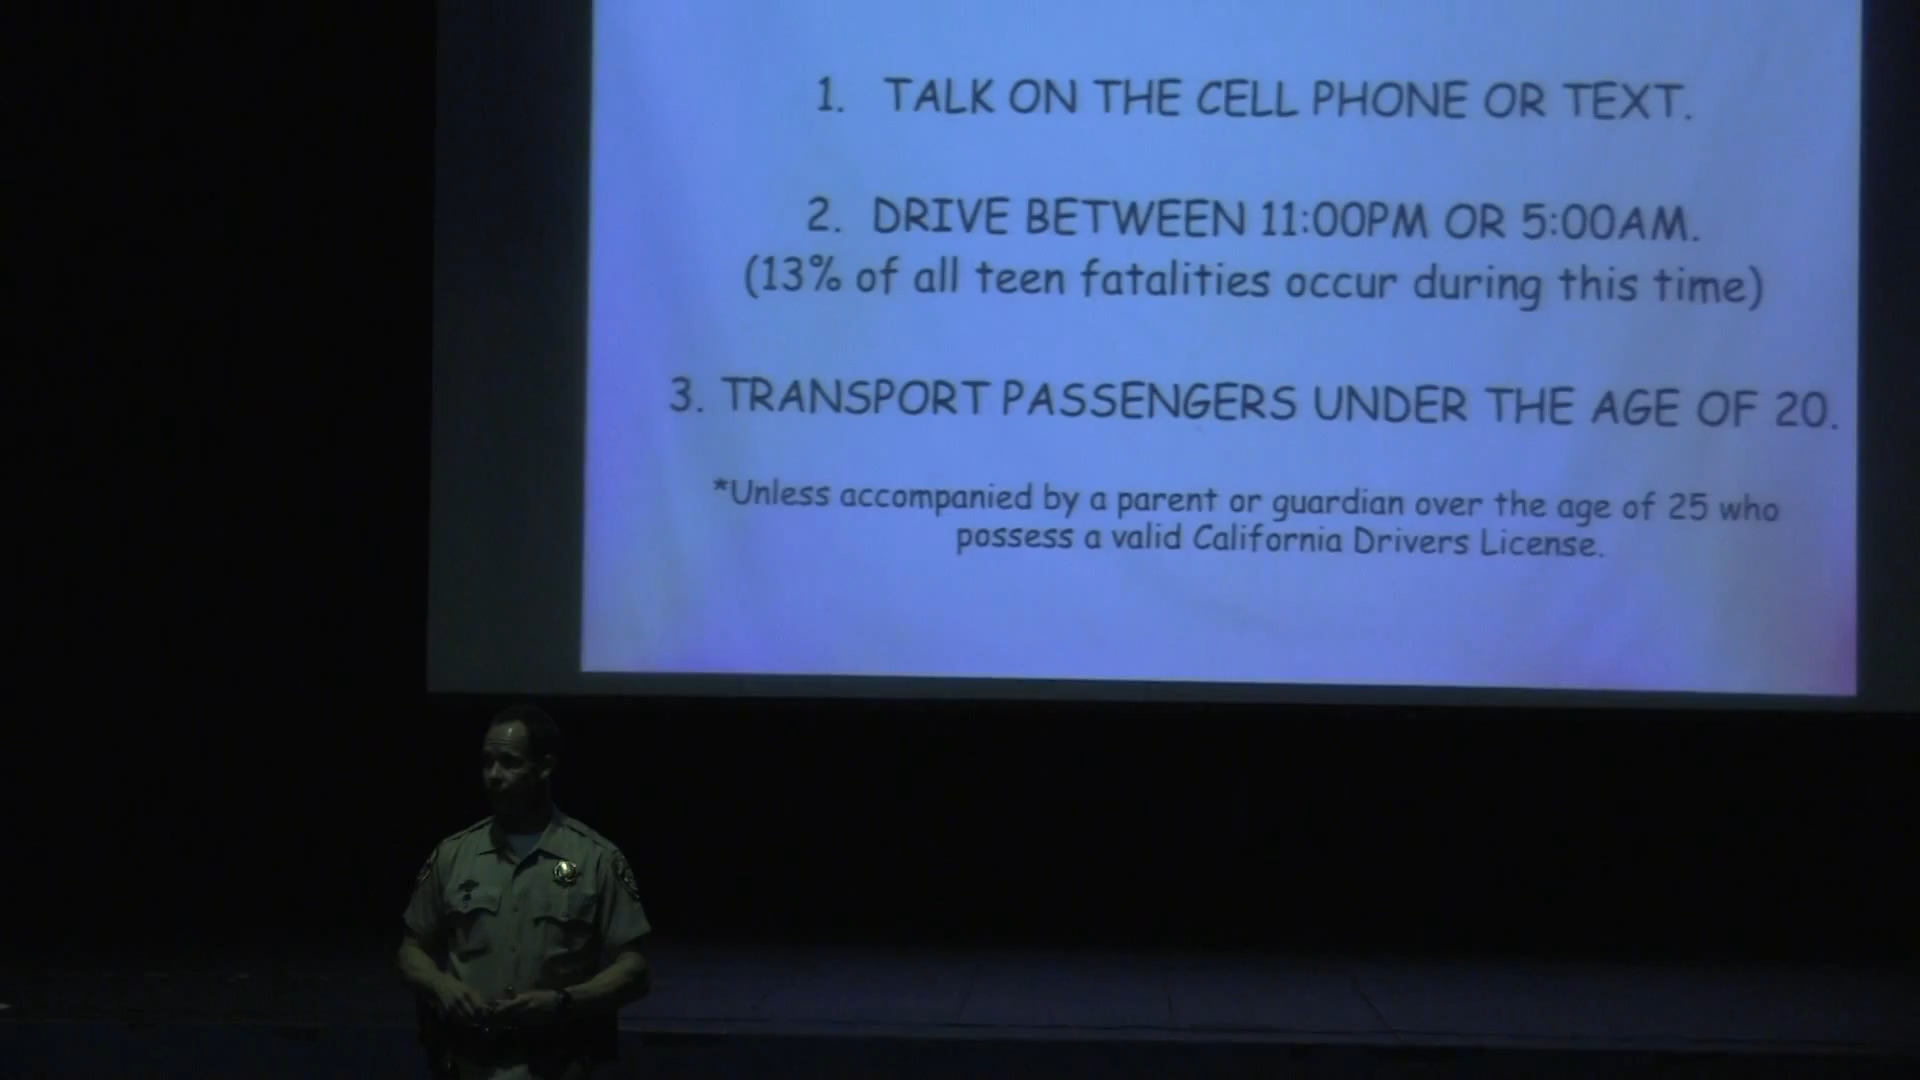 1. TALK ON THE CELL PHONE OR TEXT.
2. DRIVE BETWEEN 11:00PM OR 5:00AM.
(13% of all teen fatalities occur during this time)
3. TRANSPORT PASSENGERS UNDER THE AGE OF 20.
*Unless accompanied by a parent or guardian over the age of 25 who
possess a valid California Drivers License.